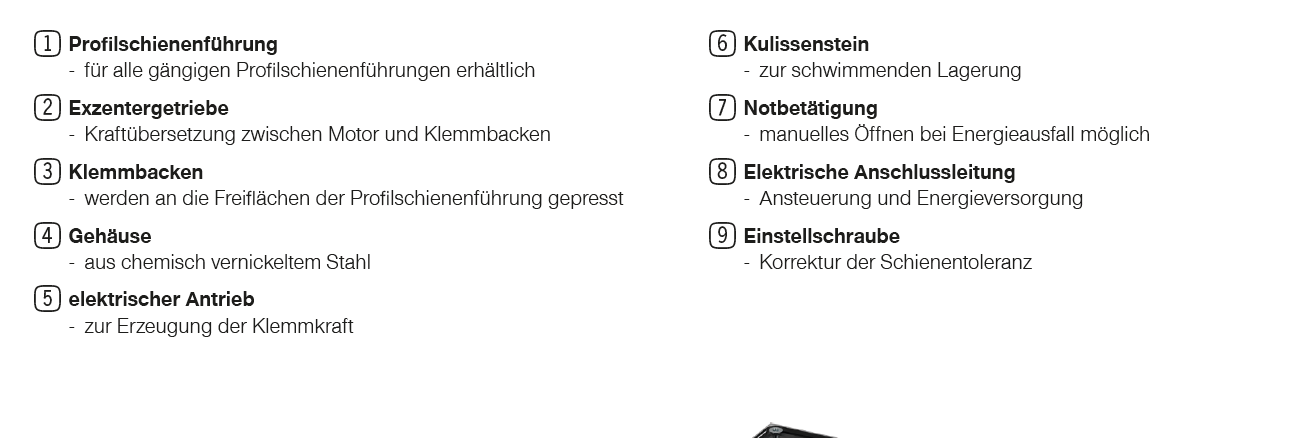 1 Profilschienenführung
- für alle gängigen Profilschienenführungen erhältlich
2 Exzentergetriebe
- Kraftübersetzung zwischen Motor und Klemmbacken
3 Klemmbacken
- werden an die Freiflächen der Profilschienenführung gepresst
4 Gehäuse
- aus chemisch vernickeltem Stahl
5 elektrischer Antrieb
- zur Erzeugung der Klemmkraft
6 Kulissenstein
- zur schwimmenden Lagerung
7 Notbetätigung
- manuelles Öffnen bei Energieausfall möglich
8 Elektrische Anschlussleitung
- Ansteuerung und Energieversorgung
9 Einstellschraube
- Korrektur der Schienentoleranz